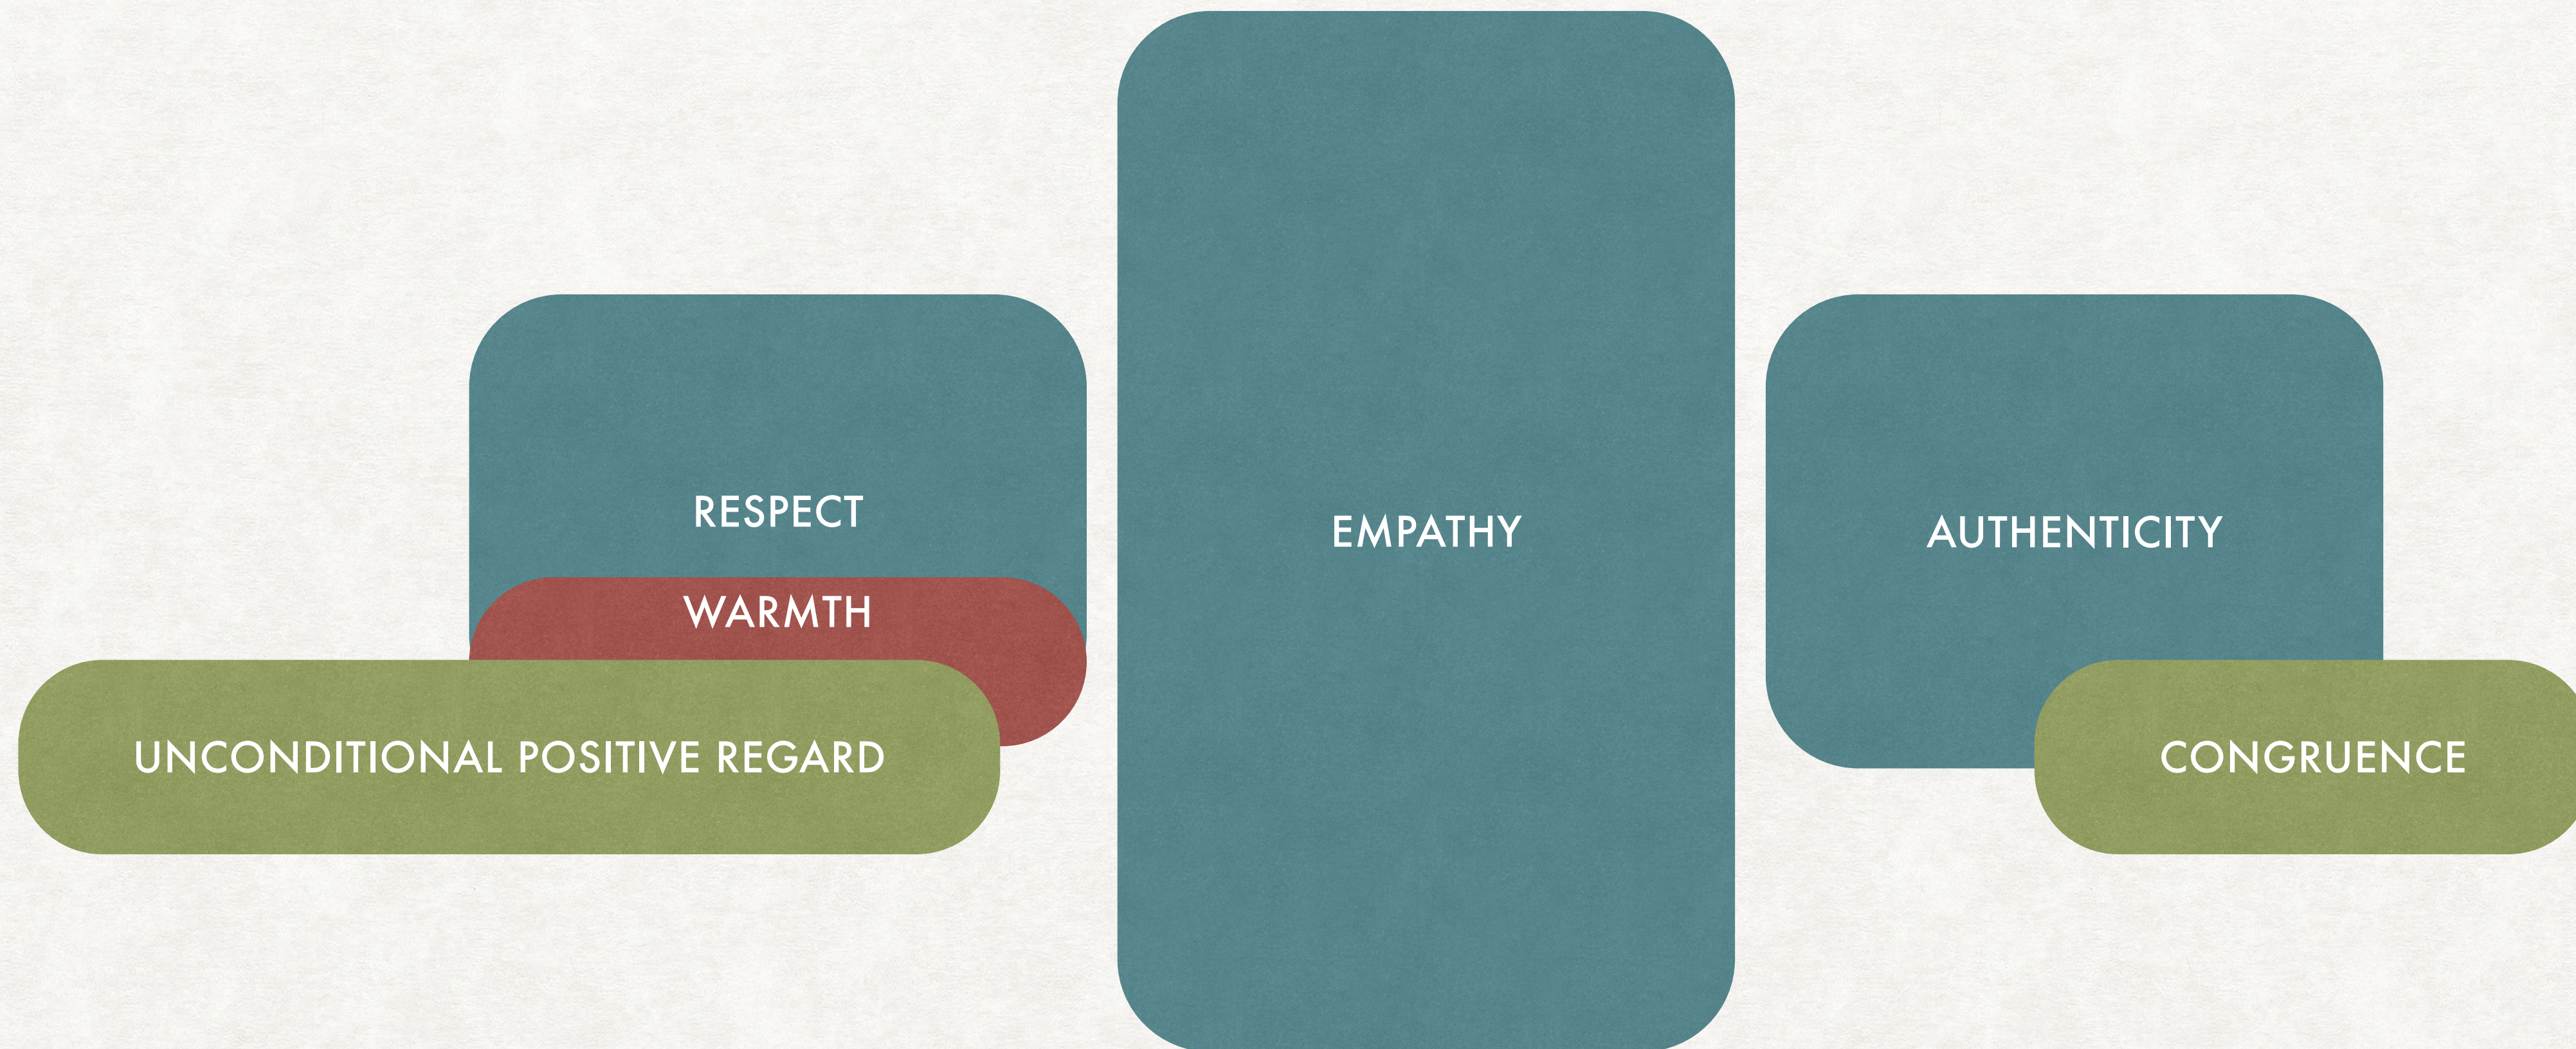 RESPECT
WARMTH
UNCONDITIONAL POSITIVE REGARD
EMPATHY
AUTHENTICITY
CONGRUENCE